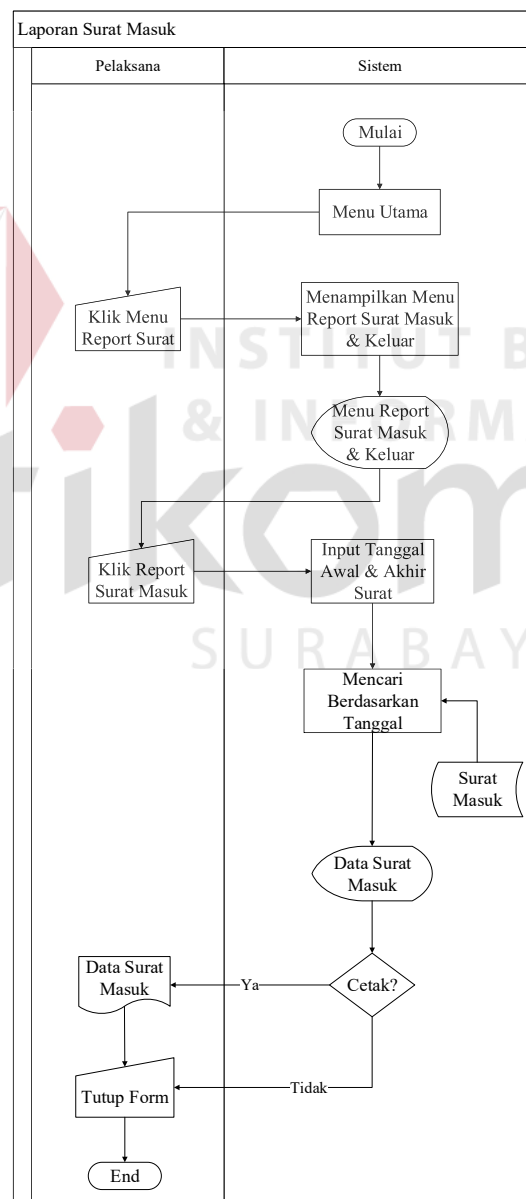 Laporan Surat Masuk
Pelaksana
Sistem
Mulai
Menu Utama
Klik Menu
Report Surat
Menampilkan Menu
Report Surat Masuk
& Keluar
INSTITUT B
& INFORM
Menu Report
Surat Masuk
& Keluar
tikom
Klik Report
Surat Masuk
Input Tanggal
Awal & Akhir
Surat
SURABAY
Mencari
Berdasarkan
Tanggal
Surat
Masuk
Data Surat
Masuk
Cetak?
Ya
Data Surat
Masuk
Tidak
Tutup Form
End